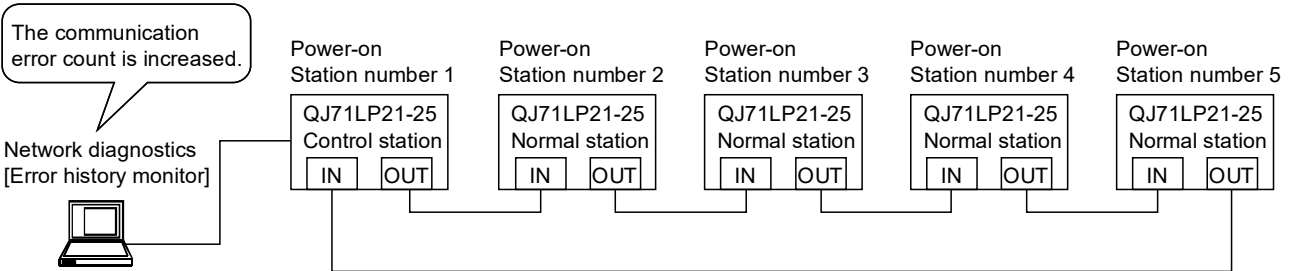 The communication
error count is increased.
Network diagnostics
[Error history monitor]
Power-on
Station number 1
QJ71LP21-25
Control station
IN OUT
Power-on
Station number 2
QJ71LP21-25
Normal station
IN OUT
Power-on
Station number 3
QJ71LP21-25
Normal station
IN OUT
Power-on
Station number 4
QJ71LP21-25
Normal station
IN OUT
Power-on
Station number 5
QJ71LP21-25
Normal station
IN OUT